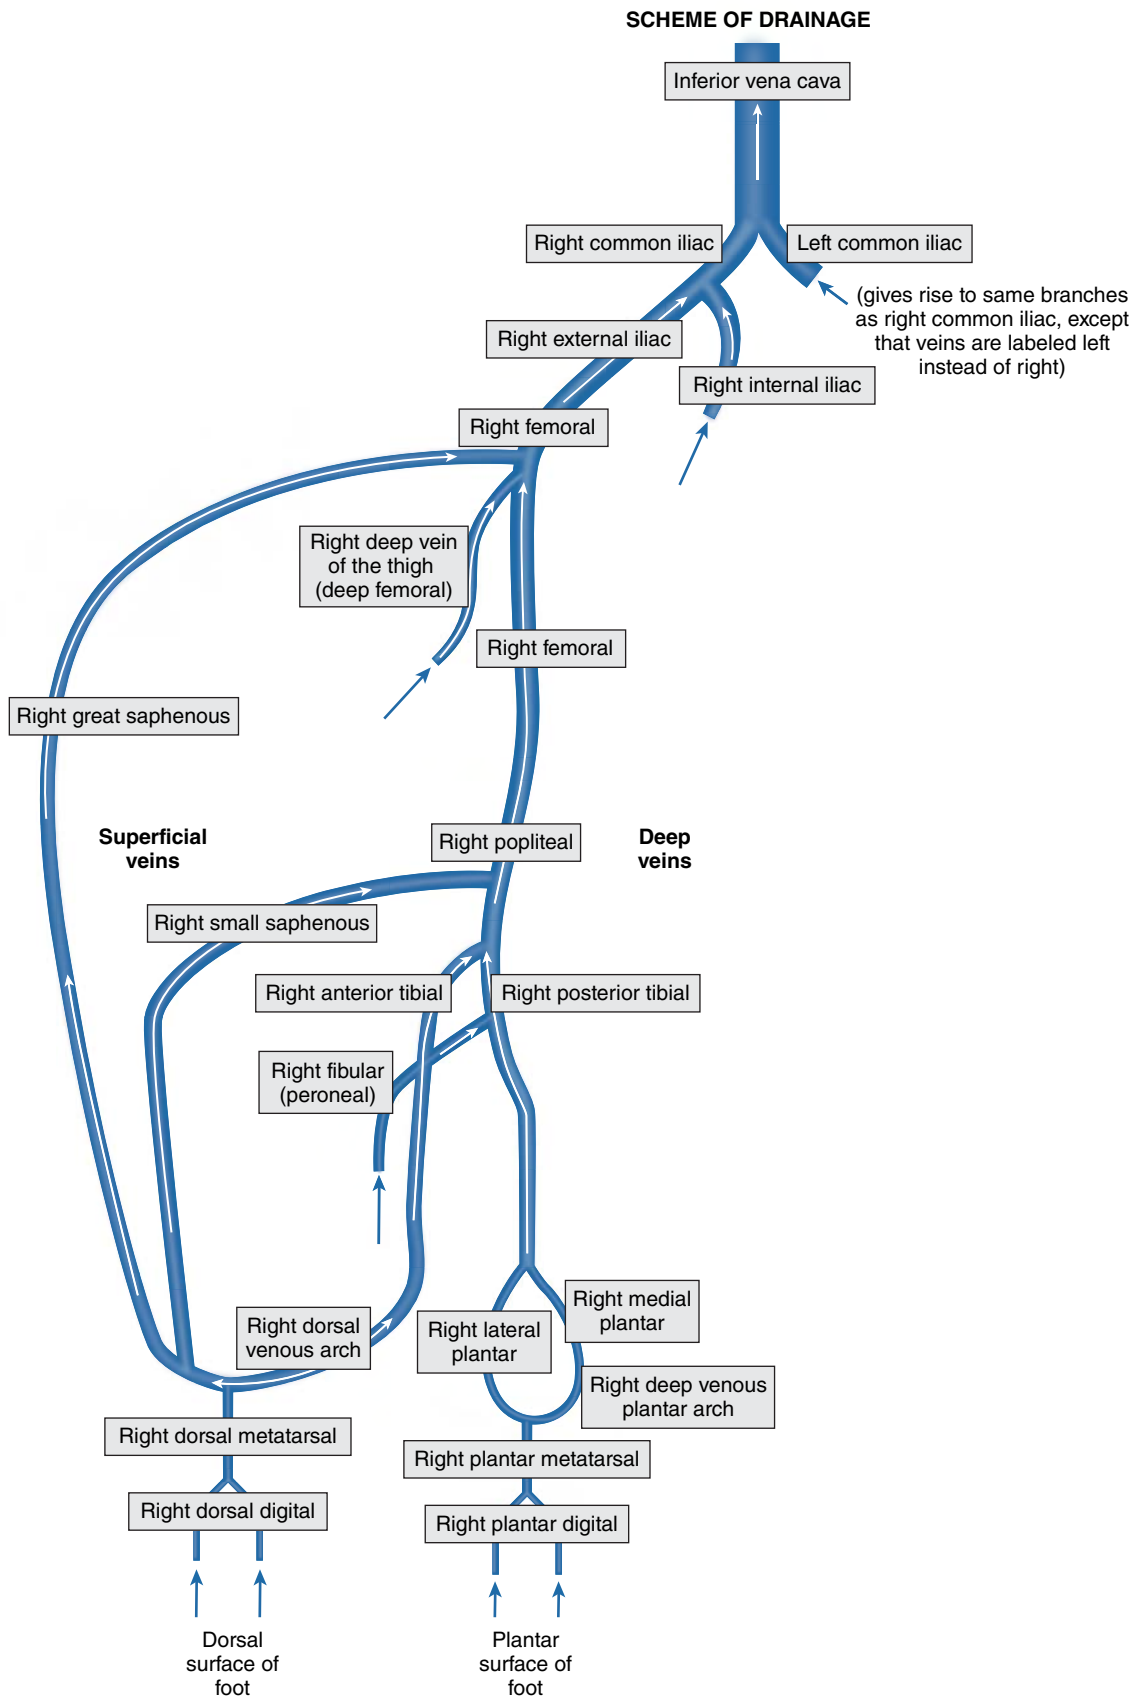 SCHEME OF DRAINAGE
Inferior vena cava
Right common iliac
Left common iliac
(gives rise to same branches
as right common iliac, except
that veins are labeled left
instead of right)
Right external iliac
Right internal iliac
Right femoral
Right deep vein
of the thigh
(deep femoral)
Right femoral
Right great saphenous
Superficial
veins
Right popliteal
Deep
veins
Right small saphenous
Right anterior tibial
Right posterior tibial
Right fibular
(peroneal)
Right dorsal
venous arch
Right lateral
plantar
Right medial
plantar
Right deep venous
plantar arch
Right dorsal metatarsal
Right plantar metatarsal
Right dorsal digital
Right plantar digital
Dorsal
surface of
foot
Plantar
surface of
foot